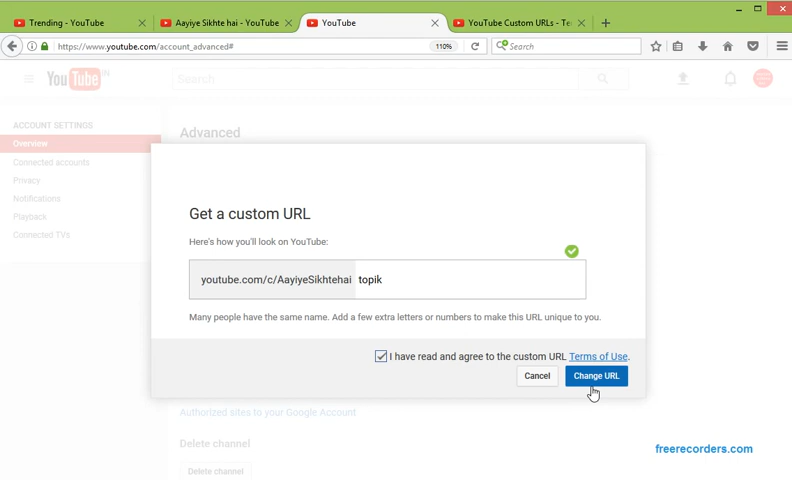 Trending - YouTube
Aayiye Sikhte hai - YouTube
YouTube
YouTube Custom URLs - Te
https://www.youtube.com/account_advanced#
110%
Search
YouTube IN
Search
ACCOUNT SETTINGS
Overview
Connected accounts
Privacy
Notifications
Playback
Connected TVs
Advanced
Get a custom URL
Here's how you'll look on YouTube:
youtube.com/c/AayiyeSikhtehai topik
Many people have the same name. Add a few extra letters or numbers to make this URL unique to you.
I have read and agree to the custom URL Terms of Use.
Cancel Change URL
Authorized sites to your Google Account
Delete channel
Delete channel
freerecorders.com